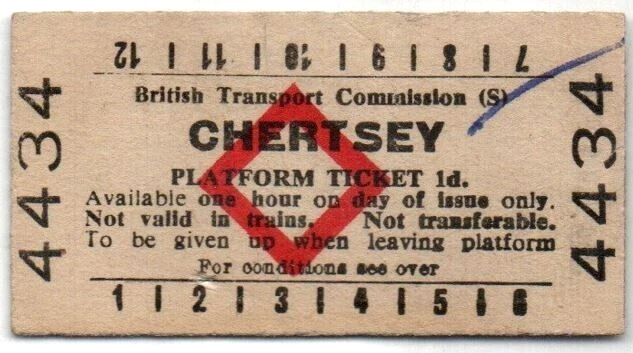 12 | 11 | 10 | 9 | 8 | 7
British Transport Commission (S)
CHERTSEY
PLATFORM TICKET 1d.
Available one hour on day of issue only.
Not valid in trains. Not transferable.
To be given up when leaving platform
For conditions see over
1 | 2 | 3 | 4 | 5 | 6
4434
4434